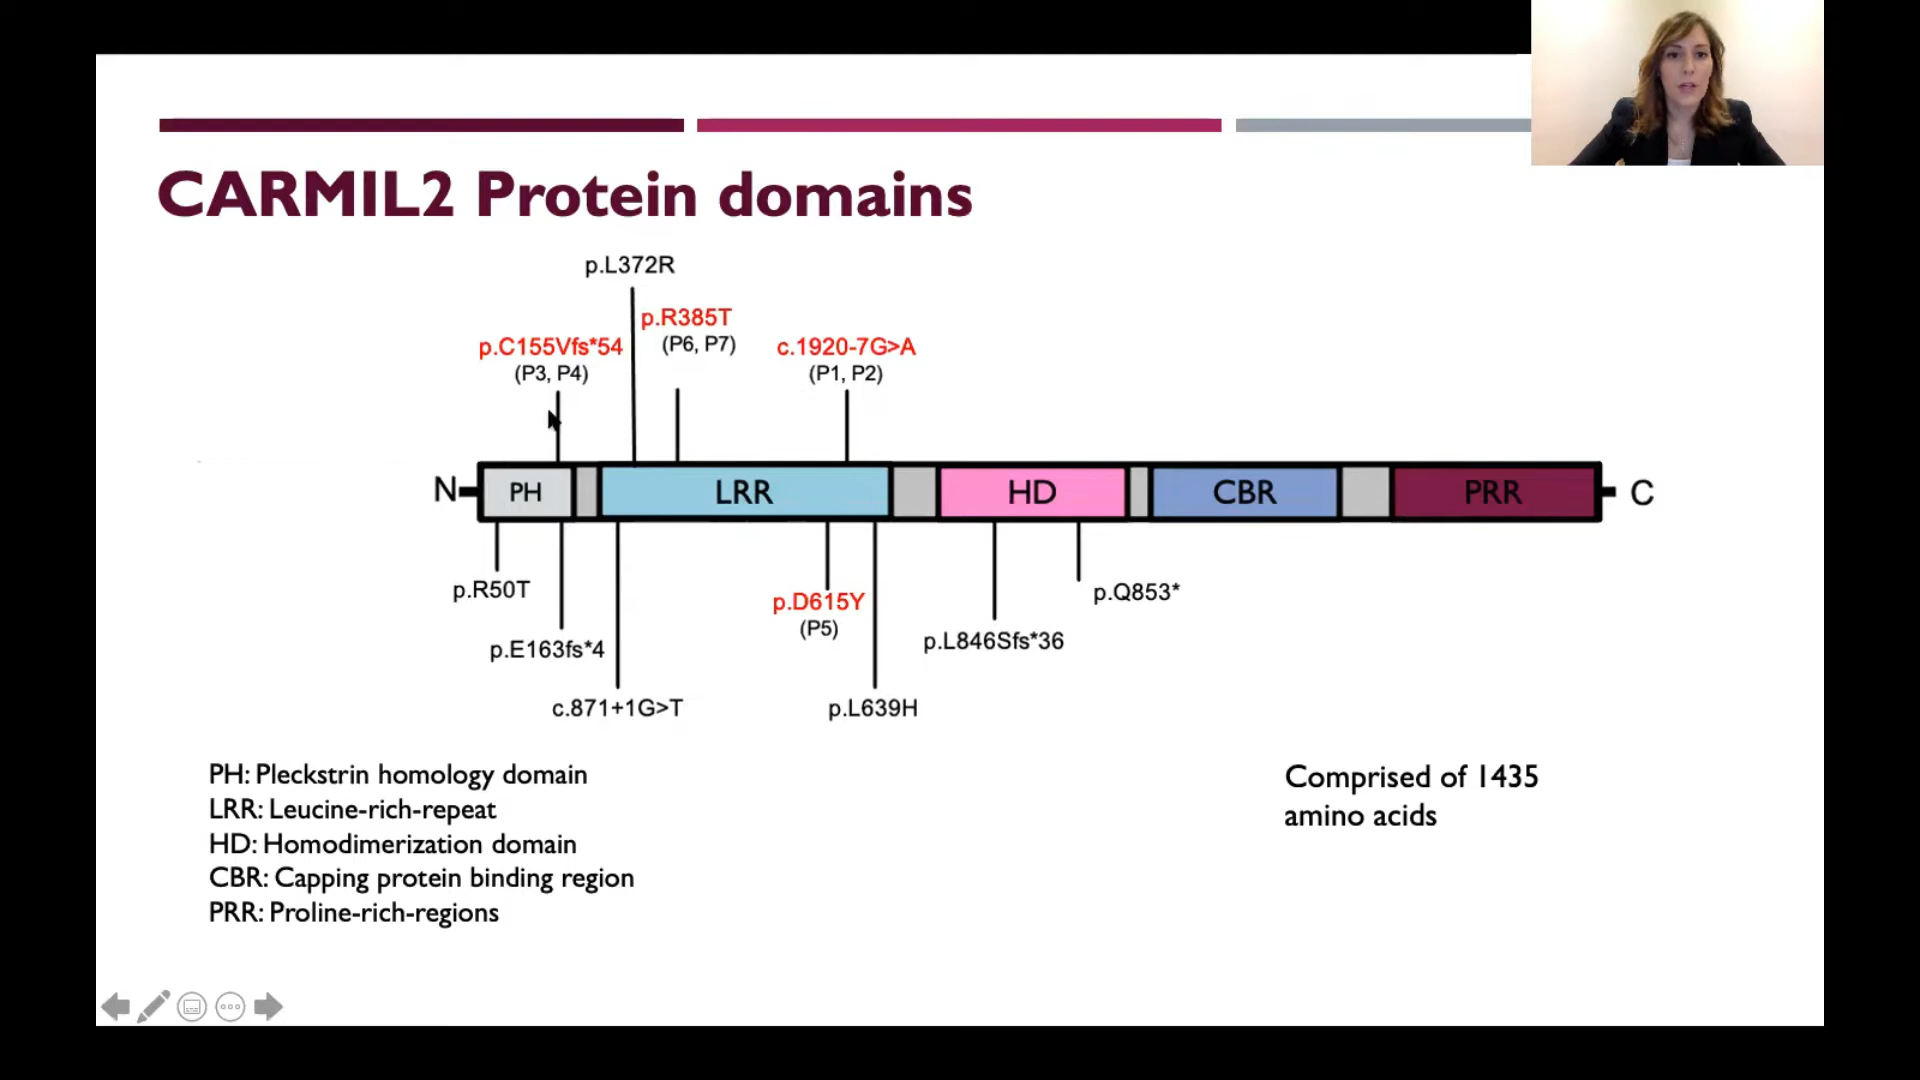 CARMIL2 Protein domains
p.L372R
p.R385T
(P6, P7)
p.C155Vfs*54
(P3, P4)
c.1920-7G>A
(P1, P2)
N
PH
LRR
HD
CBR
PRR
C
p.R50T
p.E163fs*4
c.871+1G>T
p.D615Y
(P5)
p.L639H
p.L846Sfs*36
p.Q853*
PH: Pleckstrin homology domain
LRR: Leucine-rich-repeat
HD: Homodimerization domain
CBR: Capping protein binding region
PRR: Proline-rich-regions
Comprised of 1435
amino acids